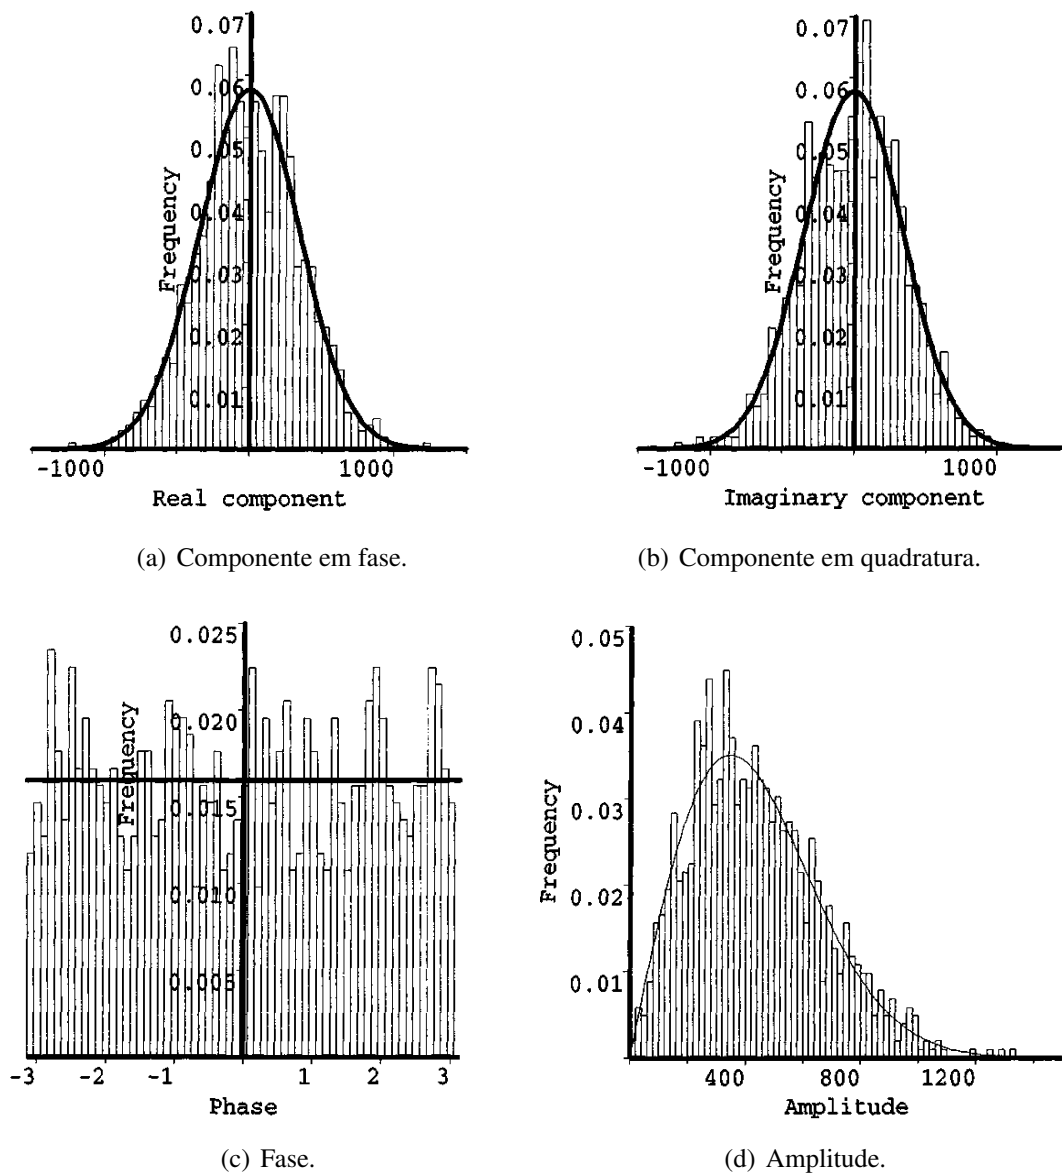 0.07
0.06
0.05
0.04
0.03
0.02
0.01
Frequency
-1000
1000
Real component
(a) Componente em fase.
0.07
0.06
0.05
0.04
0.03
0.02
0.01
Frequency
-1000
1000
Imaginary component
(b) Componente em quadratura.
0.025
0.020
0.015
0.010
0.005
Frequency
-3 -2 -1 1 2 3
Phase
(c) Fase.
0.05
0.04
0.03
0.02
0.01
Frequency
400 800 1200
Amplitude
(d) Amplitude.